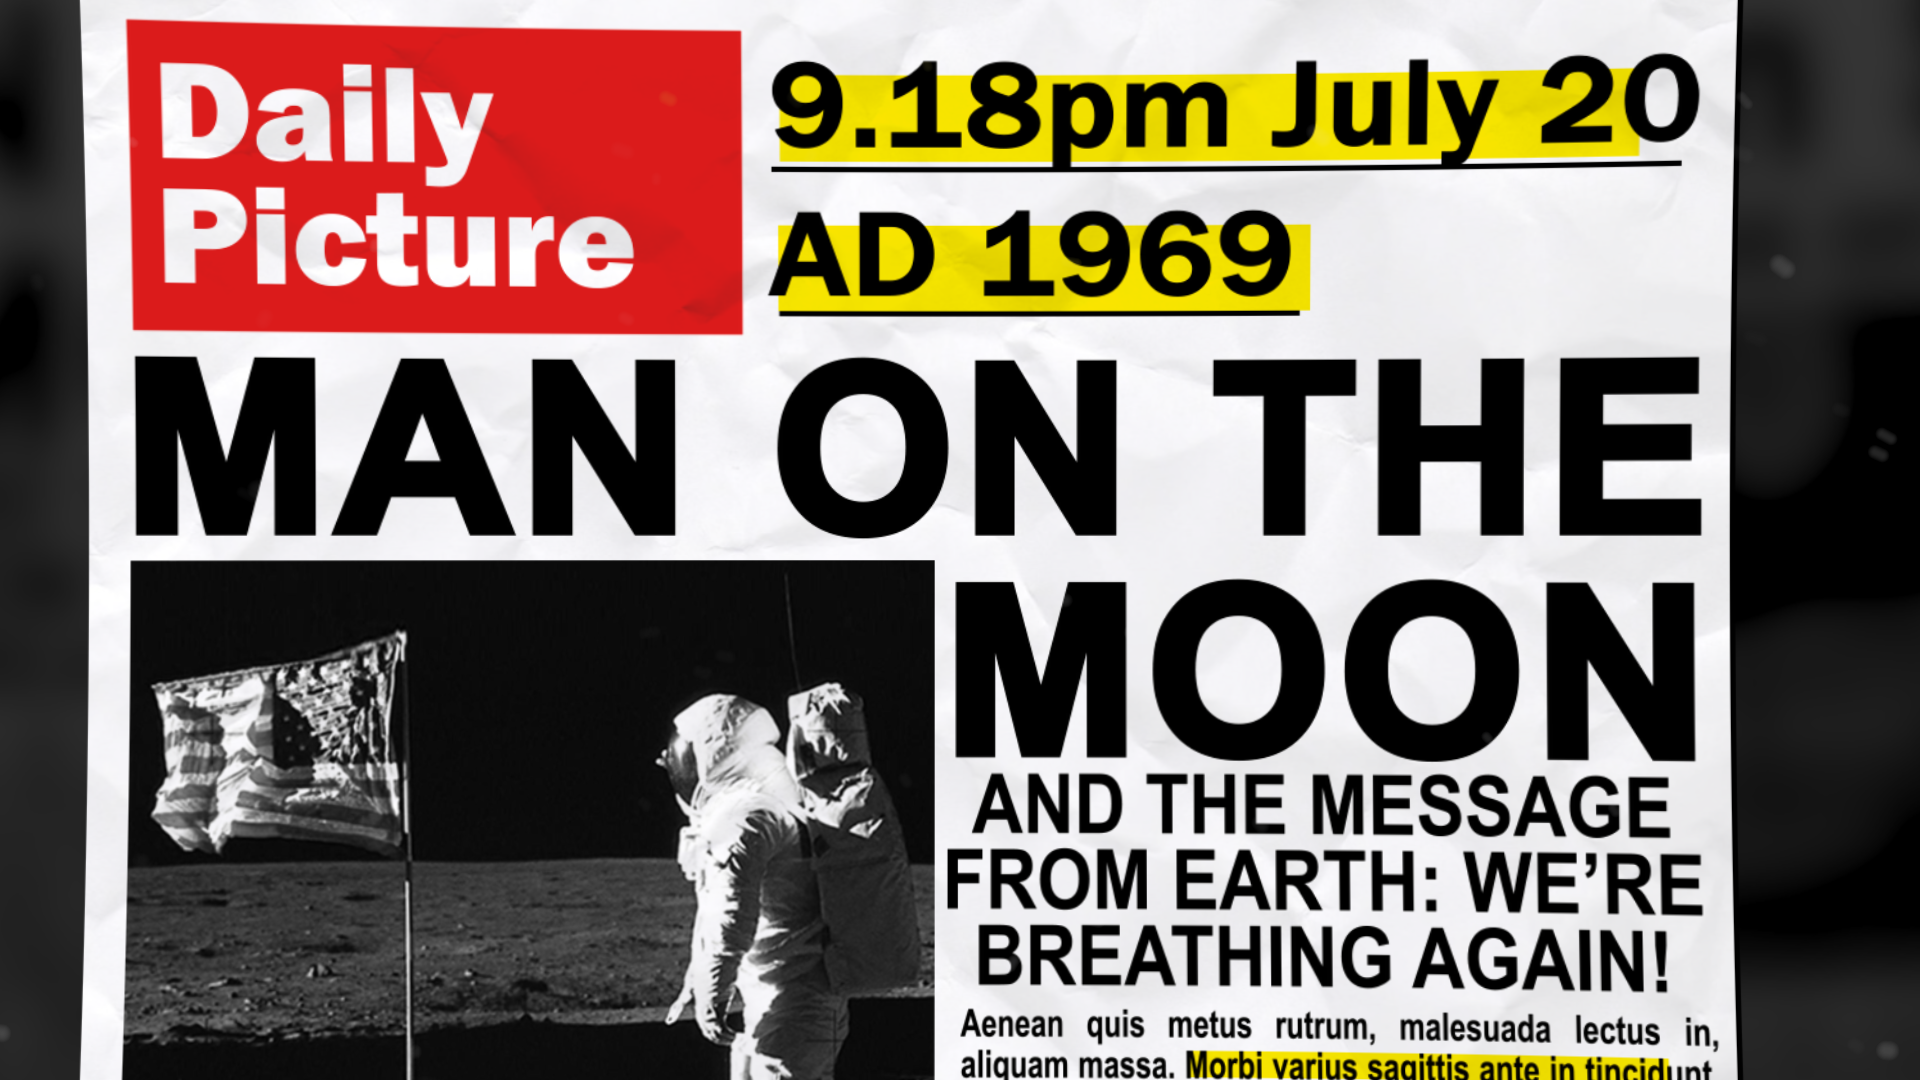 Daily
Picture
9.18pm July 20
AD 1969
MAN ON THE
MOON
AND THE MESSAGE
FROM EARTH: WE'RE
BREATHING AGAIN!
Aenean quis metus rutrum, malesuada lectus in,
aliquam massa. Morbi varius sagittis ante in tincidunt